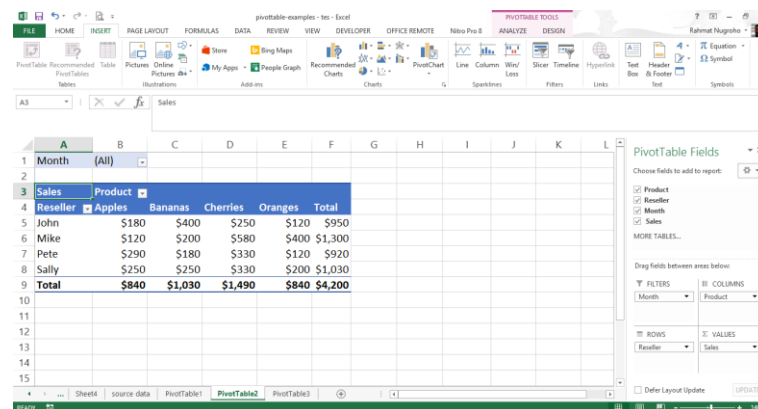 pivottable-examples - tes - Excel
PIVOTTABLE TOOLS
FILE HOME INSERT PAGE LAYOUT FORMULAS DATA REVIEW VIEW DEVELOPER OFFICE REMOTE Nitro Pro 8 ANALYZE DESIGN
Rahmat Nugroho
PivotTable Recommended PivotTables Table
Pictures Online Pictures
Store
My Apps
Bing Maps
People Graph
Recommended Charts
PivotChart
Line Column Win/ Loss
Slicer Timeline
Hyperlink
Text Box Header & Footer
Equation
Symbol
Tables Illustrations Add-ins Charts Sparklines Filters Links Text Symbols
A3 fx Sales
A B C D E F G H I J K L
1 Month (All)
2
3 Sales Product
4 Reseller Apples Bananas Cherries Oranges Total
5 John $180 $400 $250 $120 $950
6 Mike $120 $200 $580 $400 $1,300
7 Pete $290 $180 $330 $120 $920
8 Sally $250 $250 $330 $200 $1,030
9 Total $840 $1,030 $1,490 $840 $4,200
10
11
12
13
14
15
PivotTable Fields
Choose fields to add to report:
Product
Reseller
Month
Sales
MORE TABLES...
Drag fields between areas below:
FILTERS COLUMNS
Month Product
ROWS Σ VALUES
Reseller Sales
Defer Layout Update UPDATE
... Sheet4 source data PivotTable1 PivotTable2 PivotTable3
READY